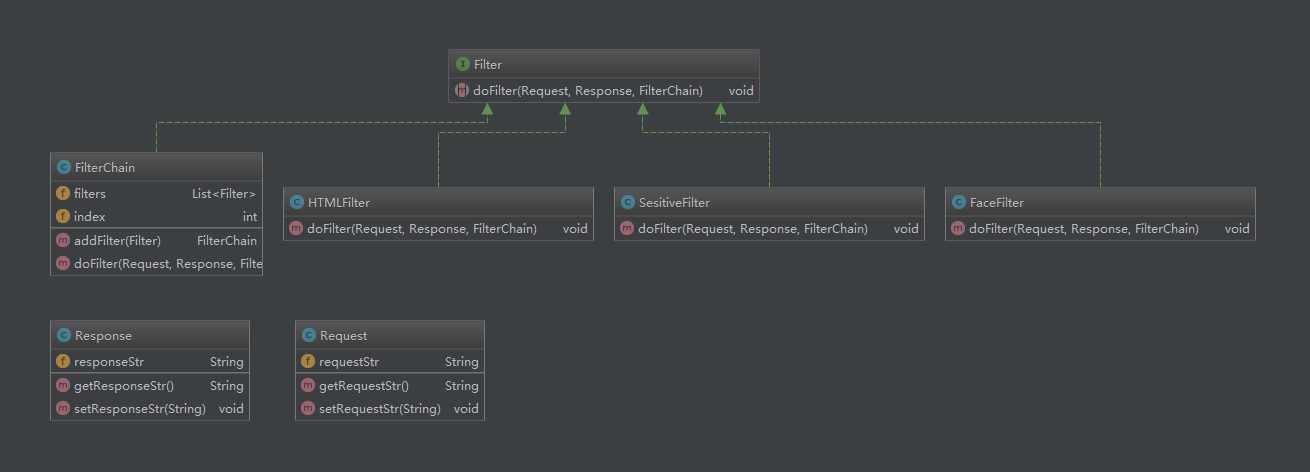 Filter
doFilter(Request, Response, FilterChain) void
FilterChain
filters List<Filter>
index int
addFilter(Filter) FilterChain
doFilter(Request, Response, Filte
HTMLFilter
doFilter(Request, Response, FilterChain) void
SesitiveFilter
doFilter(Request, Response, FilterChain) void
FaceFilter
doFilter(Request, Response, FilterChain) void
Response
responseStr String
getResponseStr() String
setResponseStr(String) void
Request
requestStr String
getRequestStr() String
setRequestStr(String) void